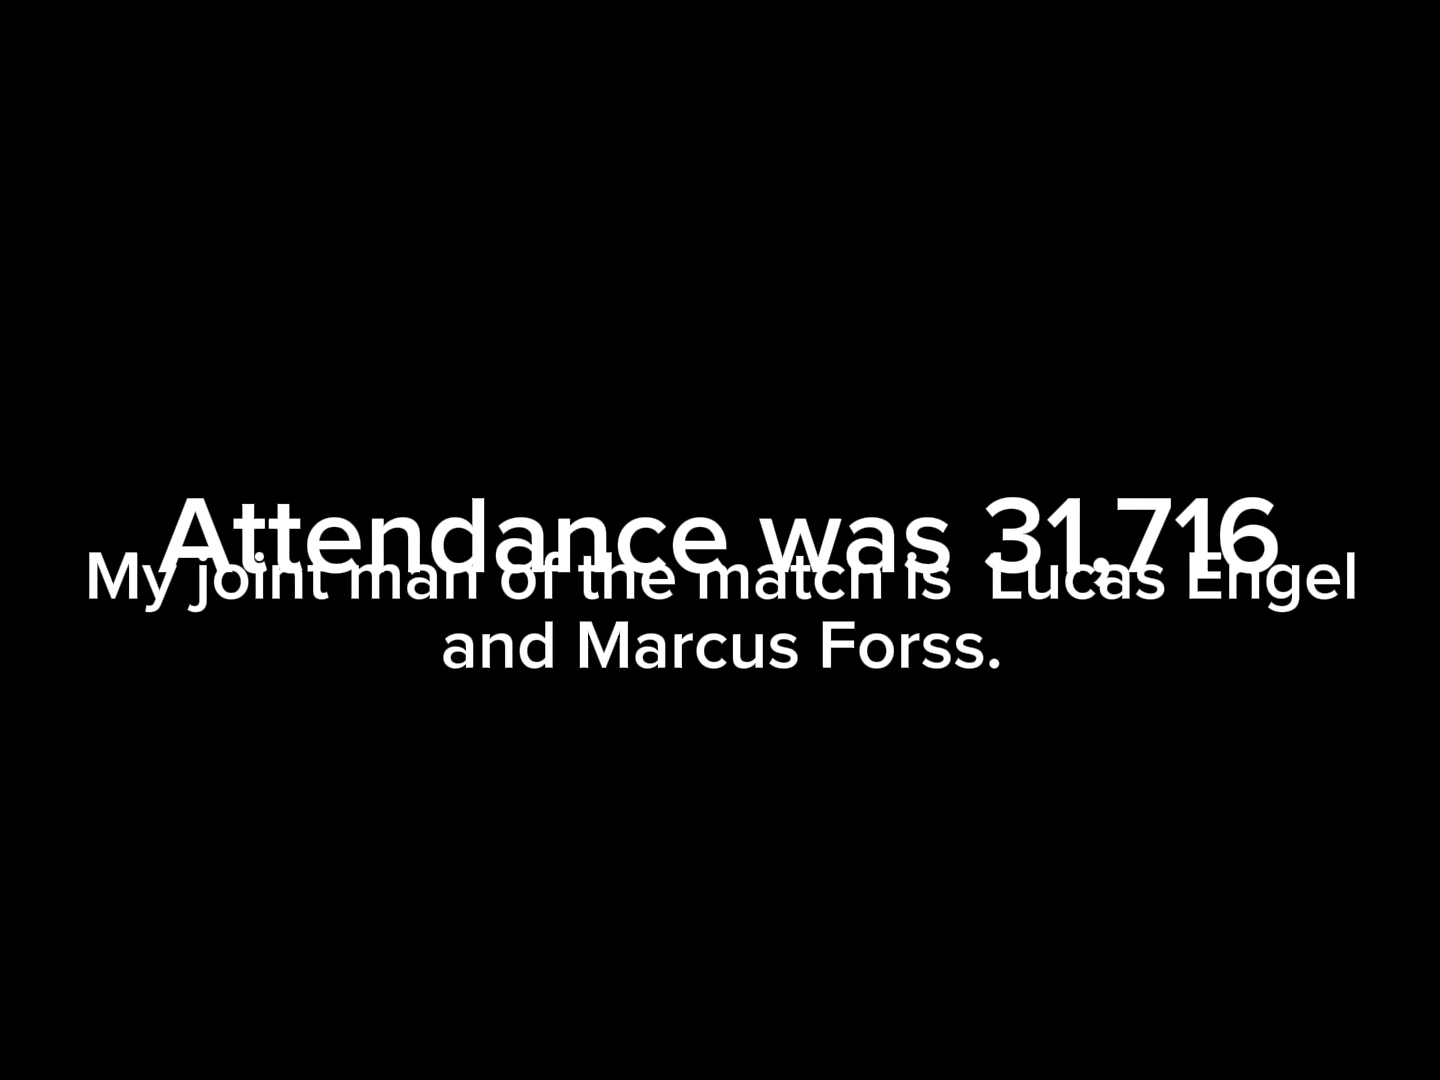 Attendance was 31,716
My joint man of the match is  Lucas Engel
and Marcus Forss.